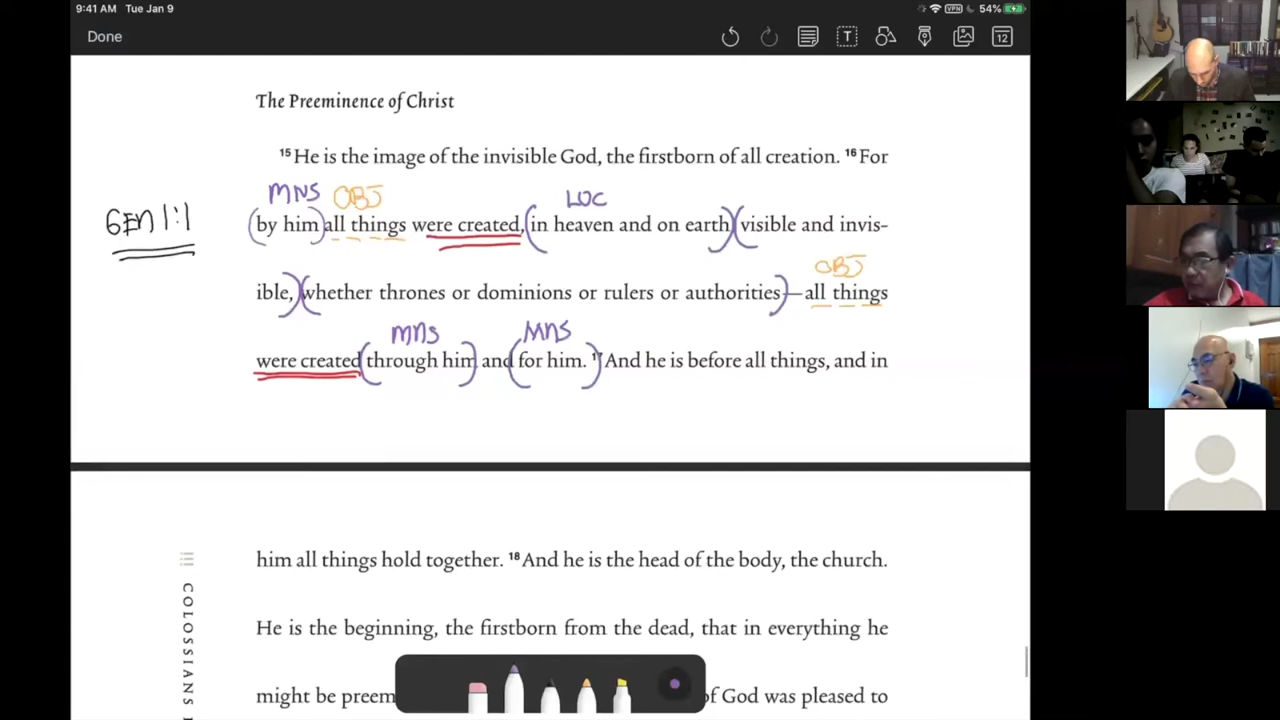 9:41 AM Tue Jan 9
VPN 54%
Done
T
12
The Preeminence of Christ
15 He is the image of the invisible God, the firstborn of all creation. 16 For
MNS OBJ LOC
GEN 1:1
(by him) all things were created, (in heaven and on earth) (visible and invis-
OBJ
ible,) (whether thrones or dominions or rulers or authorities)—all things
MNS MNS
were created (through him) and (for him.) 17 And he is before all things, and in
him all things hold together. 18 And he is the head of the body, the church.
COLOSSIANS
He is the beginning, the firstborn from the dead, that in everything he
might be preem
of God was pleased to